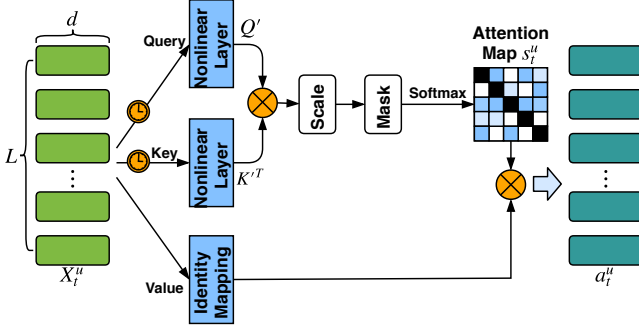 d
L
X_t^u
Query
Key
Value
Nonlinear
Layer
Q'
Nonlinear
Layer
K'^T
Identity
Mapping
Scale
Mask
Softmax
Attention
Map s_t^u
...
...
a_t^u